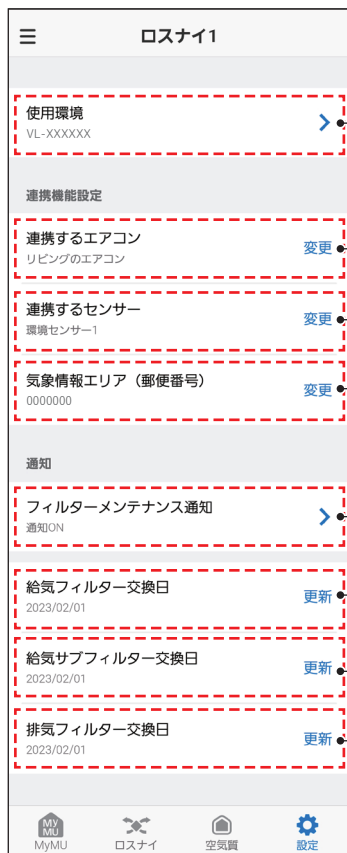 ロスナイ1
使用環境
VL-XXXXXX
連携機能設定
連携するエアコン
リビングのエアコン
変更
連携するセンサー
環境センサー1
変更
気象情報エリア（郵便番号）
0000000
変更
通知
フィルターメンテナンス通知
通知ON
給気フィルター交換日
2023/02/01
更新
給気サブフィルター交換日
2023/02/01
更新
排気フィルター交換日
2023/02/01
更新
MY
MU
MyMU
ロスナイ
空気質
設定